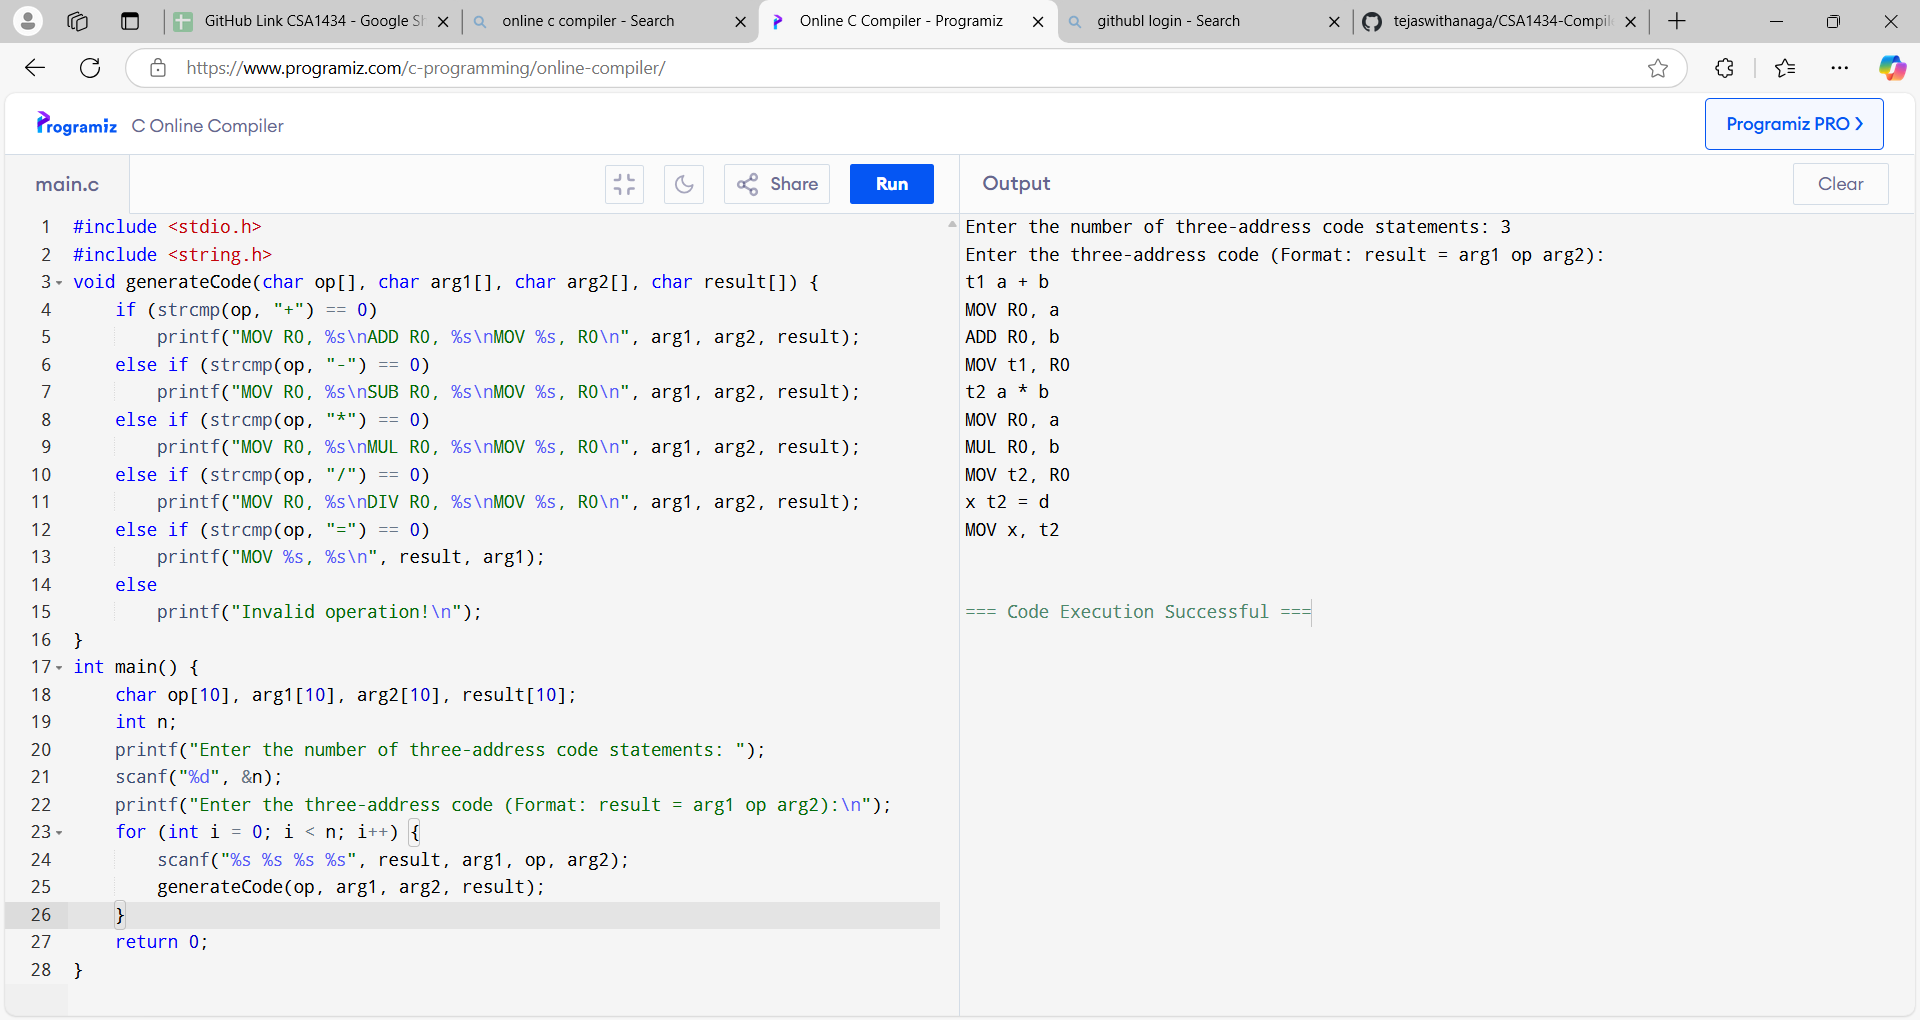 GitHub Link CSA1434 - Google Sh
online c compiler - Search
Online C Compiler - Programiz
githubl login - Search
tejaswithanaga/CSA1434-Compil
https://www.programiz.com/c-programming/online-compiler/
Programiz C Online Compiler
Programiz PRO
main.c
Share
Run
Output
Clear
1 #include <stdio.h>
2 #include <string.h>
3 void generateCode(char op[], char arg1[], char arg2[], char result[]) {
4 if (strcmp(op, "+") == 0)
5 printf("MOV R0, %s\nADD R0, %s\nMOV %s, R0\n", arg1, arg2, result);
6 else if (strcmp(op, "-") == 0)
7 printf("MOV R0, %s\nSUB R0, %s\nMOV %s, R0\n", arg1, arg2, result);
8 else if (strcmp(op, "*") == 0)
9 printf("MOV R0, %s\nMUL R0, %s\nMOV %s, R0\n", arg1, arg2, result);
10 else if (strcmp(op, "/") == 0)
11 printf("MOV R0, %s\nDIV R0, %s\nMOV %s, R0\n", arg1, arg2, result);
12 else if (strcmp(op, "=") == 0)
13 printf("MOV %s, %s\n", result, arg1);
14 else
15 printf("Invalid operation!\n");
16 }
17 int main() {
18 char op[10], arg1[10], arg2[10], result[10];
19 int n;
20 printf("Enter the number of three-address code statements: ");
21 scanf("%d", &n);
22 printf("Enter the three-address code (Format: result = arg1 op arg2):\n");
23 for (int i = 0; i < n; i++) {
24 scanf("%s %s %s %s", result, arg1, op, arg2);
25 generateCode(op, arg1, arg2, result);
26 }
27 return 0;
28 }
Enter the number of three-address code statements: 3
Enter the three-address code (Format: result = arg1 op arg2):
t1 a + b
MOV R0, a
ADD R0, b
MOV t1, R0
t2 a * b
MOV R0, a
MUL R0, b
MOV t2, R0
x t2 = d
MOV x, t2
=== Code Execution Successful ===